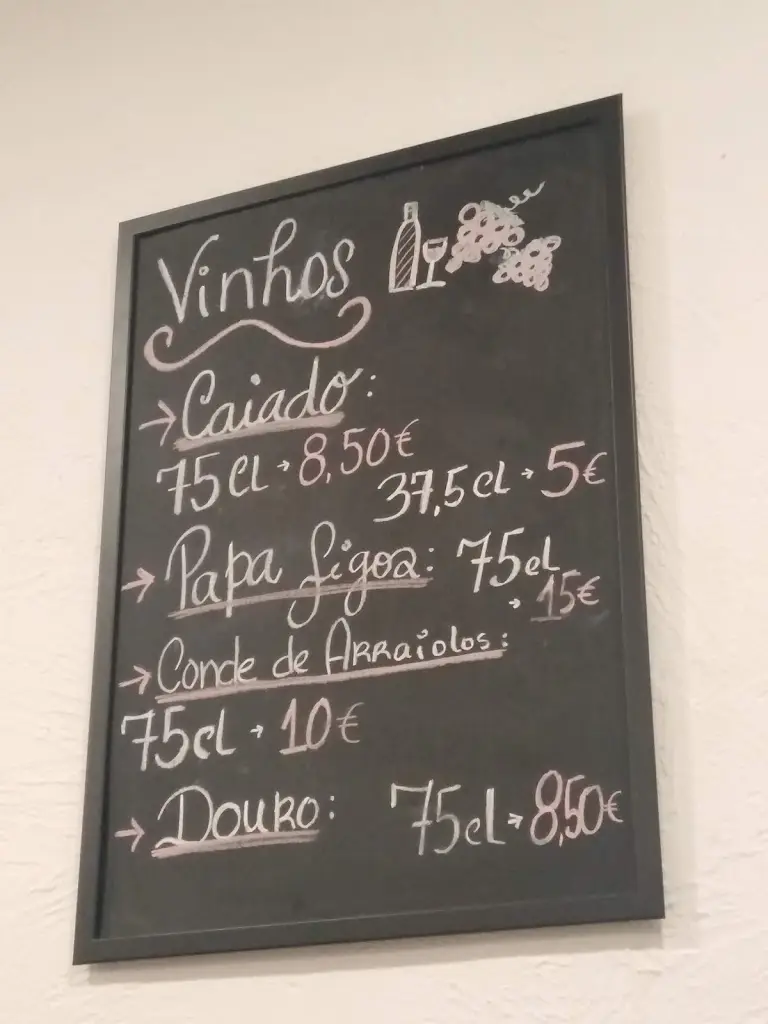 Vinhos
→ Caiado:
75cl → 8,50€
37,5cl → 5€
→ Papa figoa: 75cl
→ 15€
→ Conde de Arraiolos:
75cl → 10€
→ Douro: 75cl → 8,50€